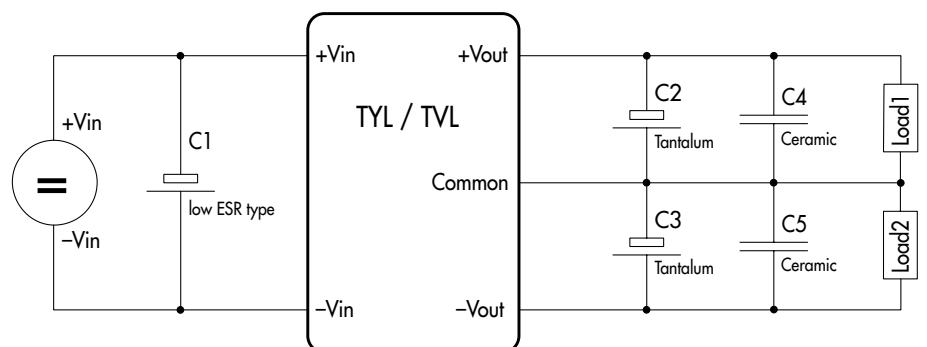 +Vin
+Vout
TYL / TVL
C2
C4
Load1
+Vin
C1
Tantalum
Ceramic
Common
=
low ESR type
C3
C5
Load2
–Vin
Tantalum
Ceramic
–Vin
–Vout